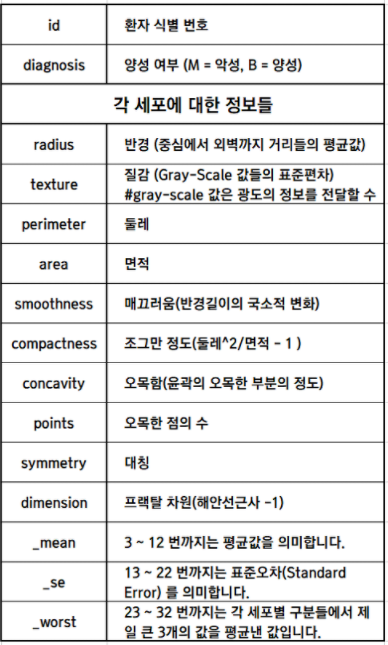 id 환자 식별 번호
diagnosis 양성 여부 (M = 악성, B = 양성)
각 세포에 대한 정보들
radius 반경 (중심에서 외벽까지 거리들의 평균값)
texture 질감 (Gray-Scale 값들의 표준편차)
#gray-scale 값은 광도의 정보를 전달할 수
perimeter 둘레
area 면적
smoothness 매끄러움(반경길이의 국소적 변화)
compactness 조그만 정도(둘레^2/면적 - 1 )
concavity 오목함(윤곽의 오목한 부분의 정도)
points 오목한 점의 수
symmetry 대칭
dimension 프랙탈 차원(해안선근사 -1)
_mean 3 ~ 12 번까지는 평균값을 의미합니다.
_se 13 ~ 22 번까지는 표준오차(Standard
Error) 를 의미합니다.
_worst 23 ~ 32 번까지는 각 세포별 구분들에서 제
일 큰 3개의 값을 평균낸 값입니다.